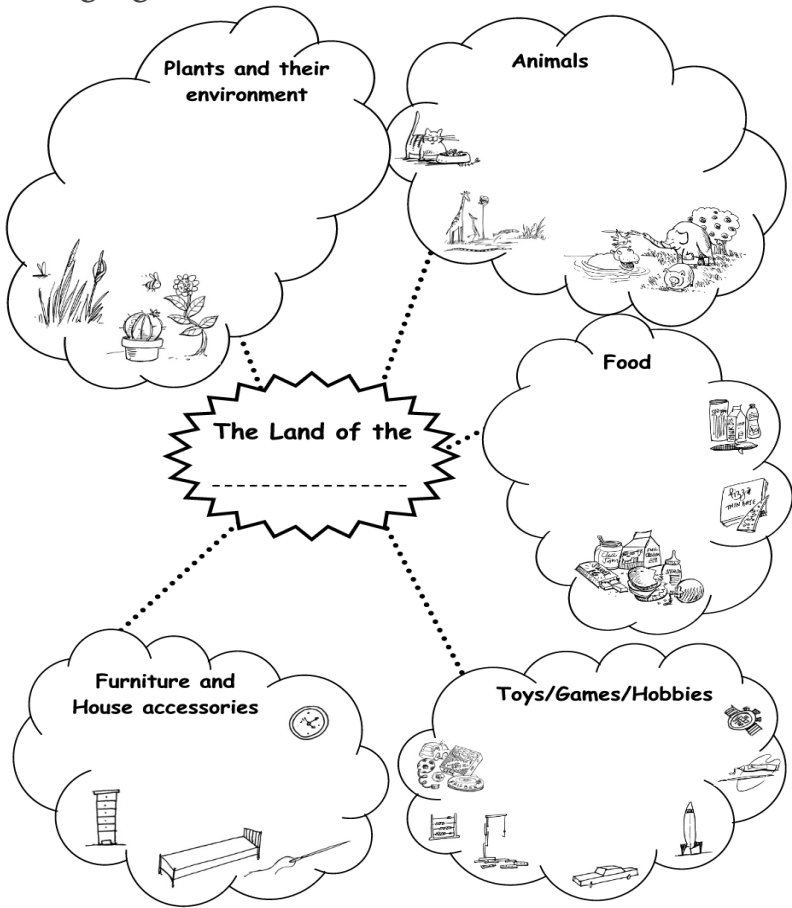 Plants and their
environment
Animals
The Land of the
Food
Furniture and
House accessories
Toys/Games/Hobbies